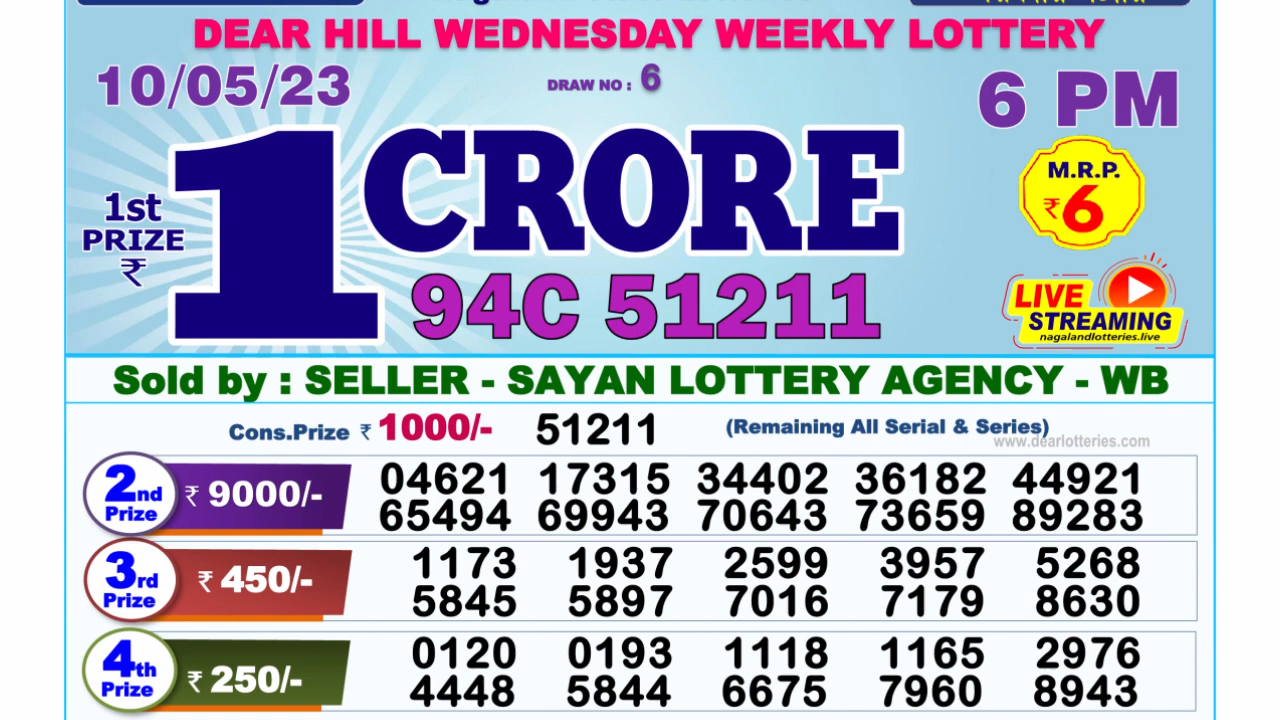 DEAR HILL WEDNESDAY WEEKLY LOTTERY
10/05/23
DRAW NO : 6
6 PM
1st
PRIZE
₹
1 CRORE
M.R.P.
₹6
94C 51211
LIVE
STREAMING
nagalandlotteries.live
Sold by : SELLER - SAYAN LOTTERY AGENCY - WB
Cons.Prize ₹ 1000/- 51211 (Remaining All Serial & Series)
www.dearlotteries.com
2nd Prize ₹ 9000/-
04621 17315 34402 36182 44921
65494 69943 70643 73659 89283
3rd Prize ₹ 450/-
1173 1937 2599 3957 5268
5845 5897 7016 7179 8630
4th Prize ₹ 250/-
0120 0193 1118 1165 2976
4448 5844 6675 7960 8943